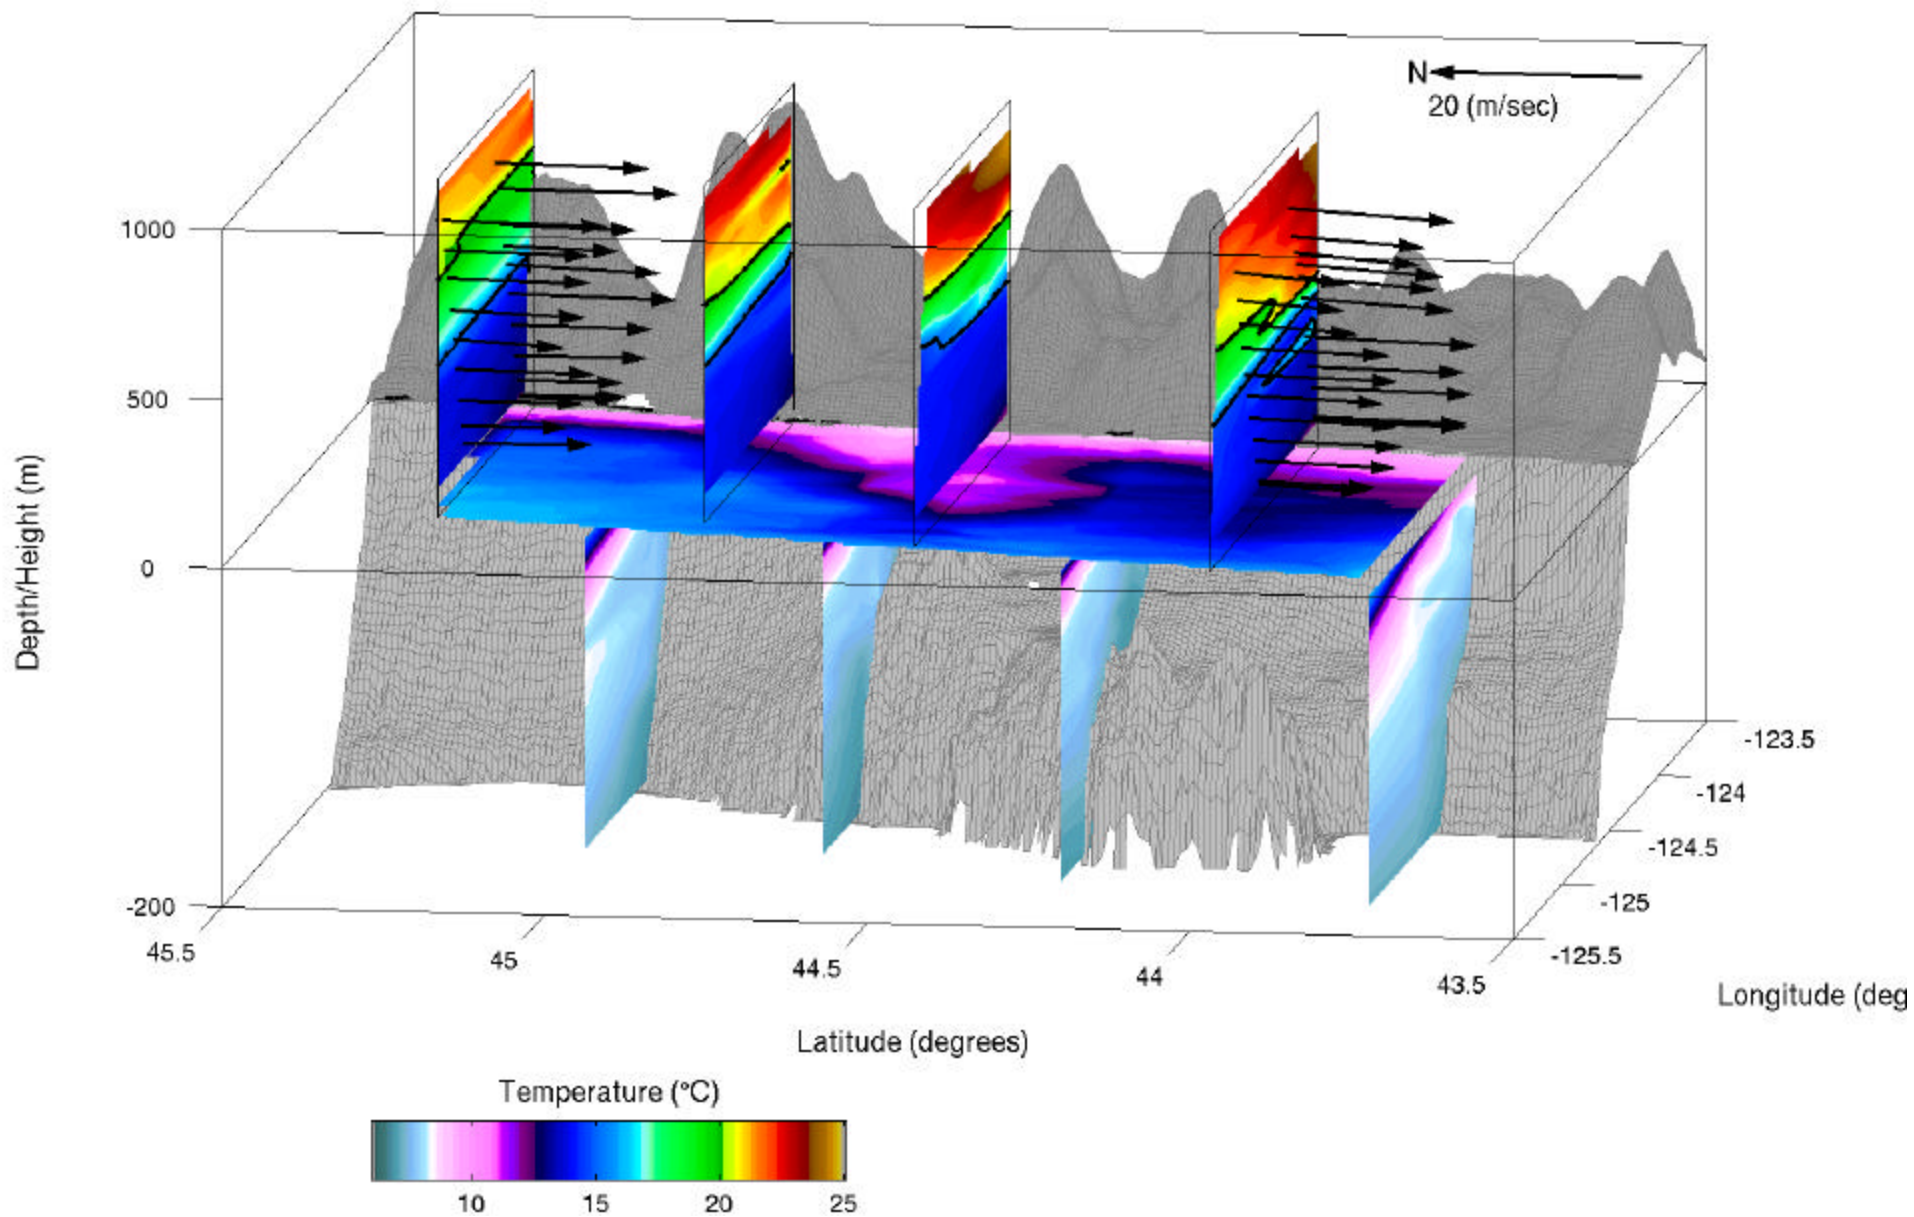 N
20 (m/sec)
1000
500
0
-200
Depth/Height (m)
45.5
45
44.5
44
43.5
-123.5
-124
-124.5
-125
-125.5
Longitude (deg
Latitude (degrees)
Temperature (°C)
10 15 20 25